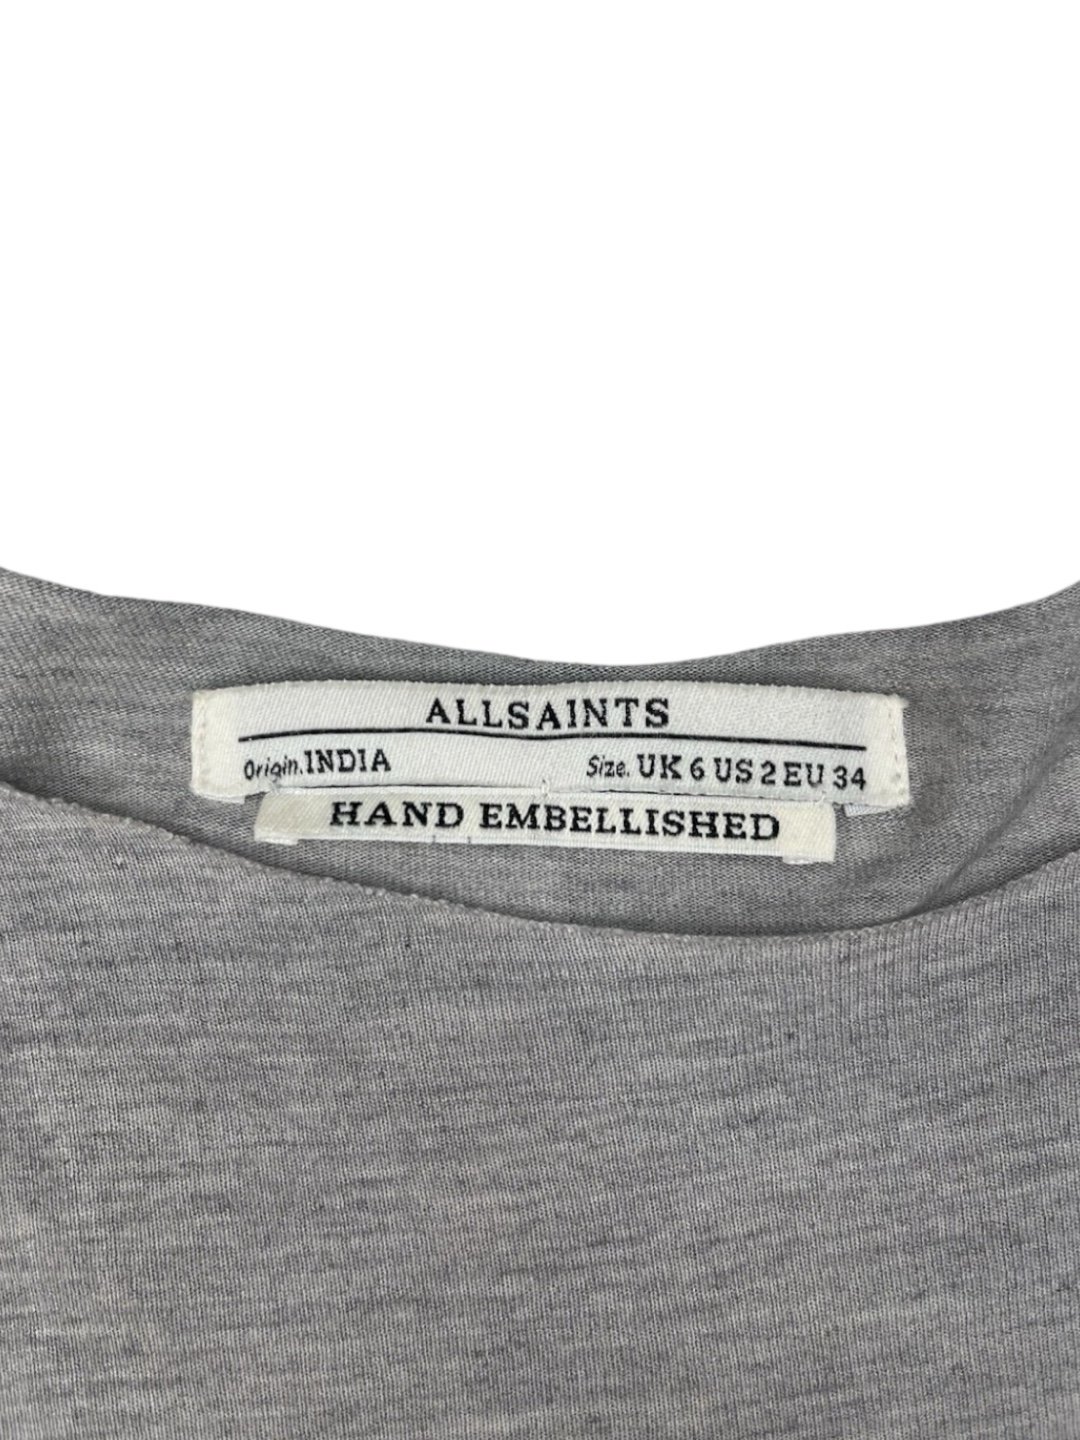 ALLSAINTS
Origin. INDIA Size. UK 6 US 2 EU 34
HAND EMBELLISHED